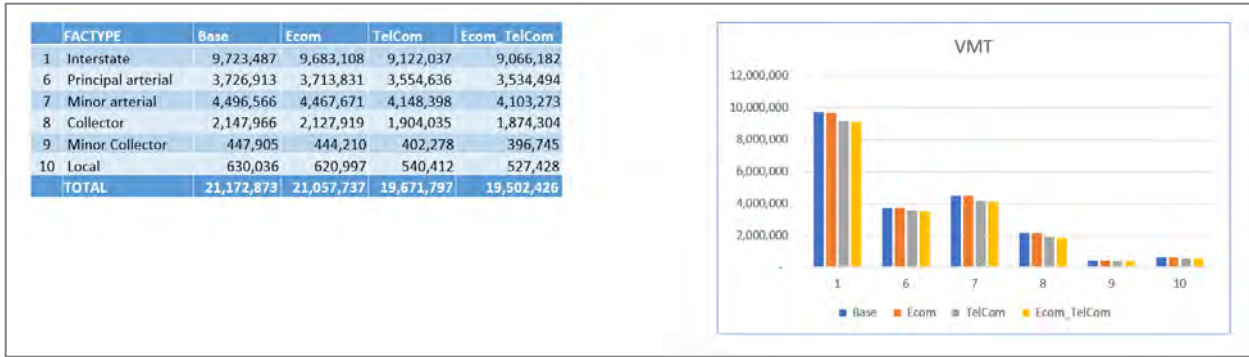 FACTYPE Base Ecom TelCom Ecom_TelCom
1 Interstate 9,723,487 9,683,108 9,122,037 9,066,182
6 Principal arterial 3,726,913 3,713,831 3,554,636 3,534,494
7 Minor arterial 4,496,566 4,467,671 4,148,398 4,103,273
8 Collector 2,147,966 2,127,919 1,904,035 1,874,304
9 Minor Collector 447,905 444,210 402,278 396,745
10 Local 630,036 620,997 540,412 527,428
TOTAL 21,172,873 21,057,737 19,671,797 19,502,426
VMT
12,000,000
10,000,000
8,000,000
6,000,000
4,000,000
2,000,000
-
1 6 7 8 9 10
Base Ecom TelCom Ecom_TelCom